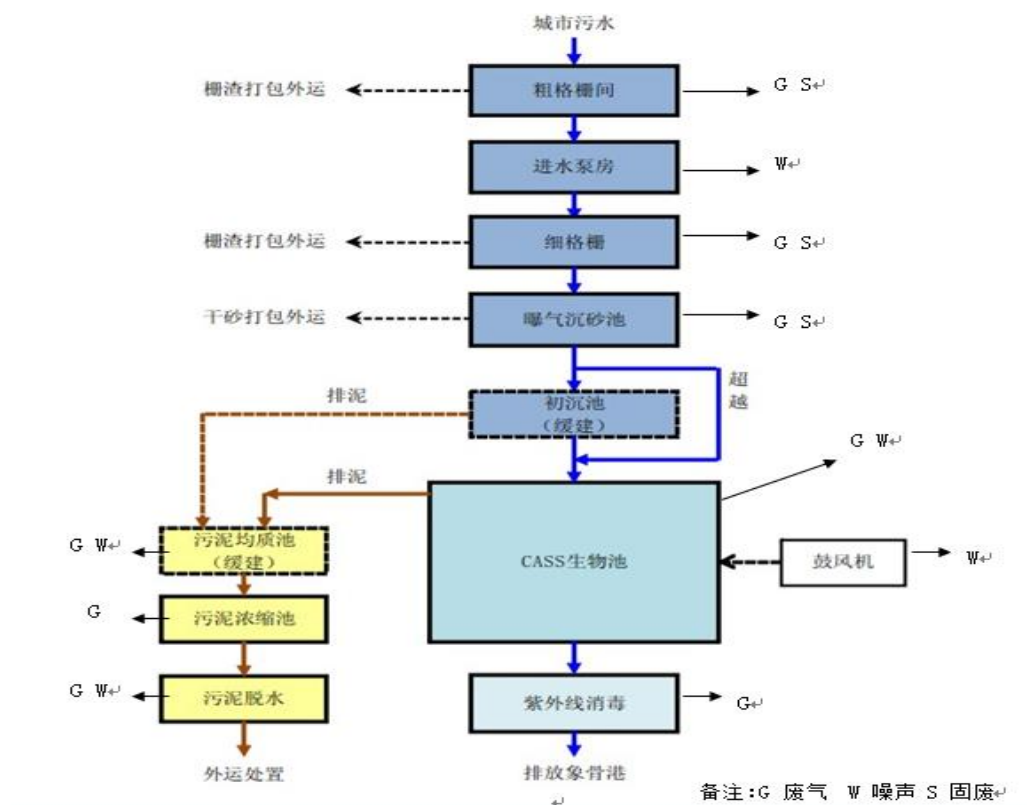 城市污水
栅渣打包外运
粗格栅间
G S
进水泵房
W
栅渣打包外运
细格栅
G S
干砂打包外运
曝气沉砂池
G S
超越
排泥
初沉池
（缓建）
G W
排泥
G W
污泥均质池
（缓建）
CASS生物池
鼓风机
W
G
污泥浓缩池
G W
污泥脱水
紫外线消毒
G
外运处置
排放象骨港
备注:G 废气 W 噪声 S 固废